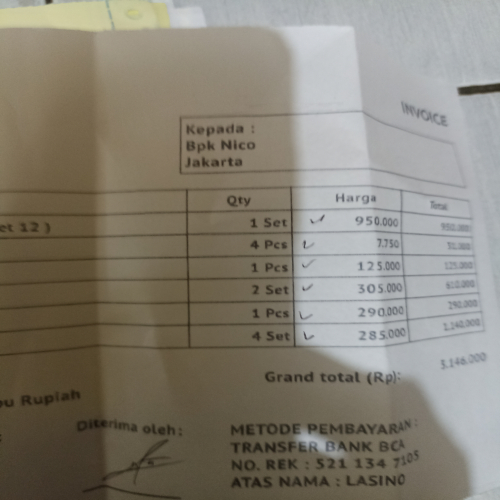 INVOICE
Kepada :
Bpk Nico
Jakarta
Qty Harga Total
et 12 ) 1 Set 950.000 950.000
4 Pcs 7.750 31.000
1 Pcs 125.000 125.000
2 Set 305.000 610.000
1 Pcs 290.000 290.000
4 Set 285.000 1.140.000
Grand total (Rp): 3.146.000
bu Rupiah
Diterima oleh:
METODE PEMBAYARAN:
TRANSFER BANK BCA
NO. REK : 521 134 7105
ATAS NAMA : LASINO